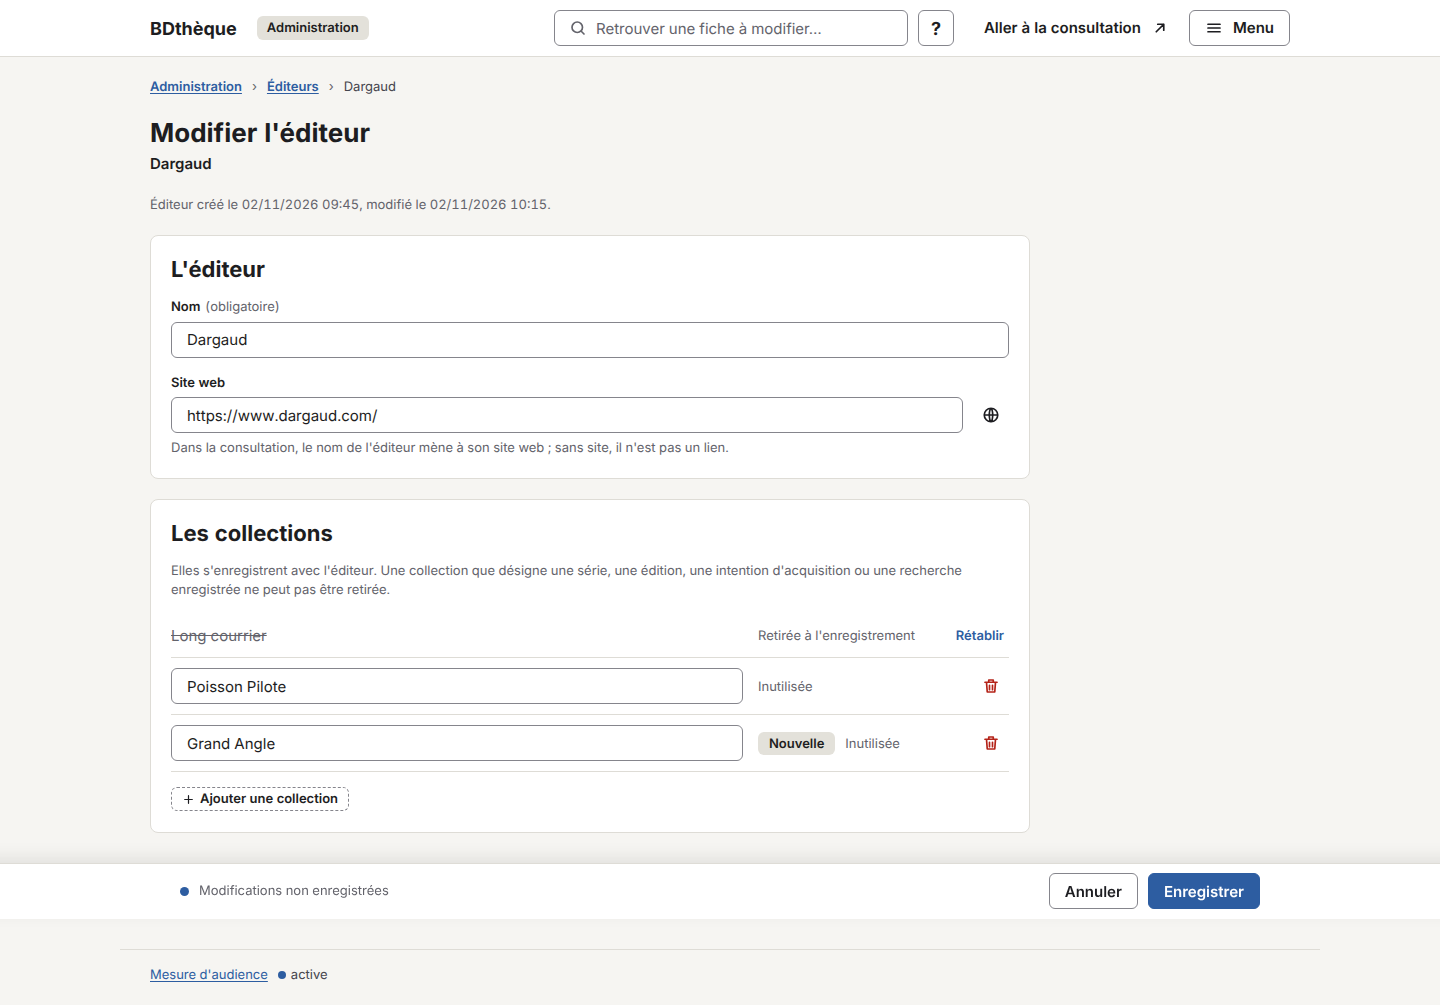 BDthèque Administration Retrouver une fiche à modifier... ? Aller à la consultation Menu
Administration › Éditeurs › Dargaud
Modifier l'éditeur
Dargaud
Éditeur créé le 02/11/2026 09:45, modifié le 02/11/2026 10:15.
L'éditeur
Nom (obligatoire)
Dargaud
Site web
https://www.dargaud.com/
Dans la consultation, le nom de l'éditeur mène à son site web ; sans site, il n'est pas un lien.
Les collections
Elles s'enregistrent avec l'éditeur. Une collection que désigne une série, une édition, une intention d'acquisition ou une recherche
enregistrée ne peut pas être retirée.
Long courrier Retirée à l'enregistrement Rétablir
Poisson Pilote Inutilisée
Grand Angle Nouvelle Inutilisée
+ Ajouter une collection
Modifications non enregistrées Annuler Enregistrer
Mesure d'audience active